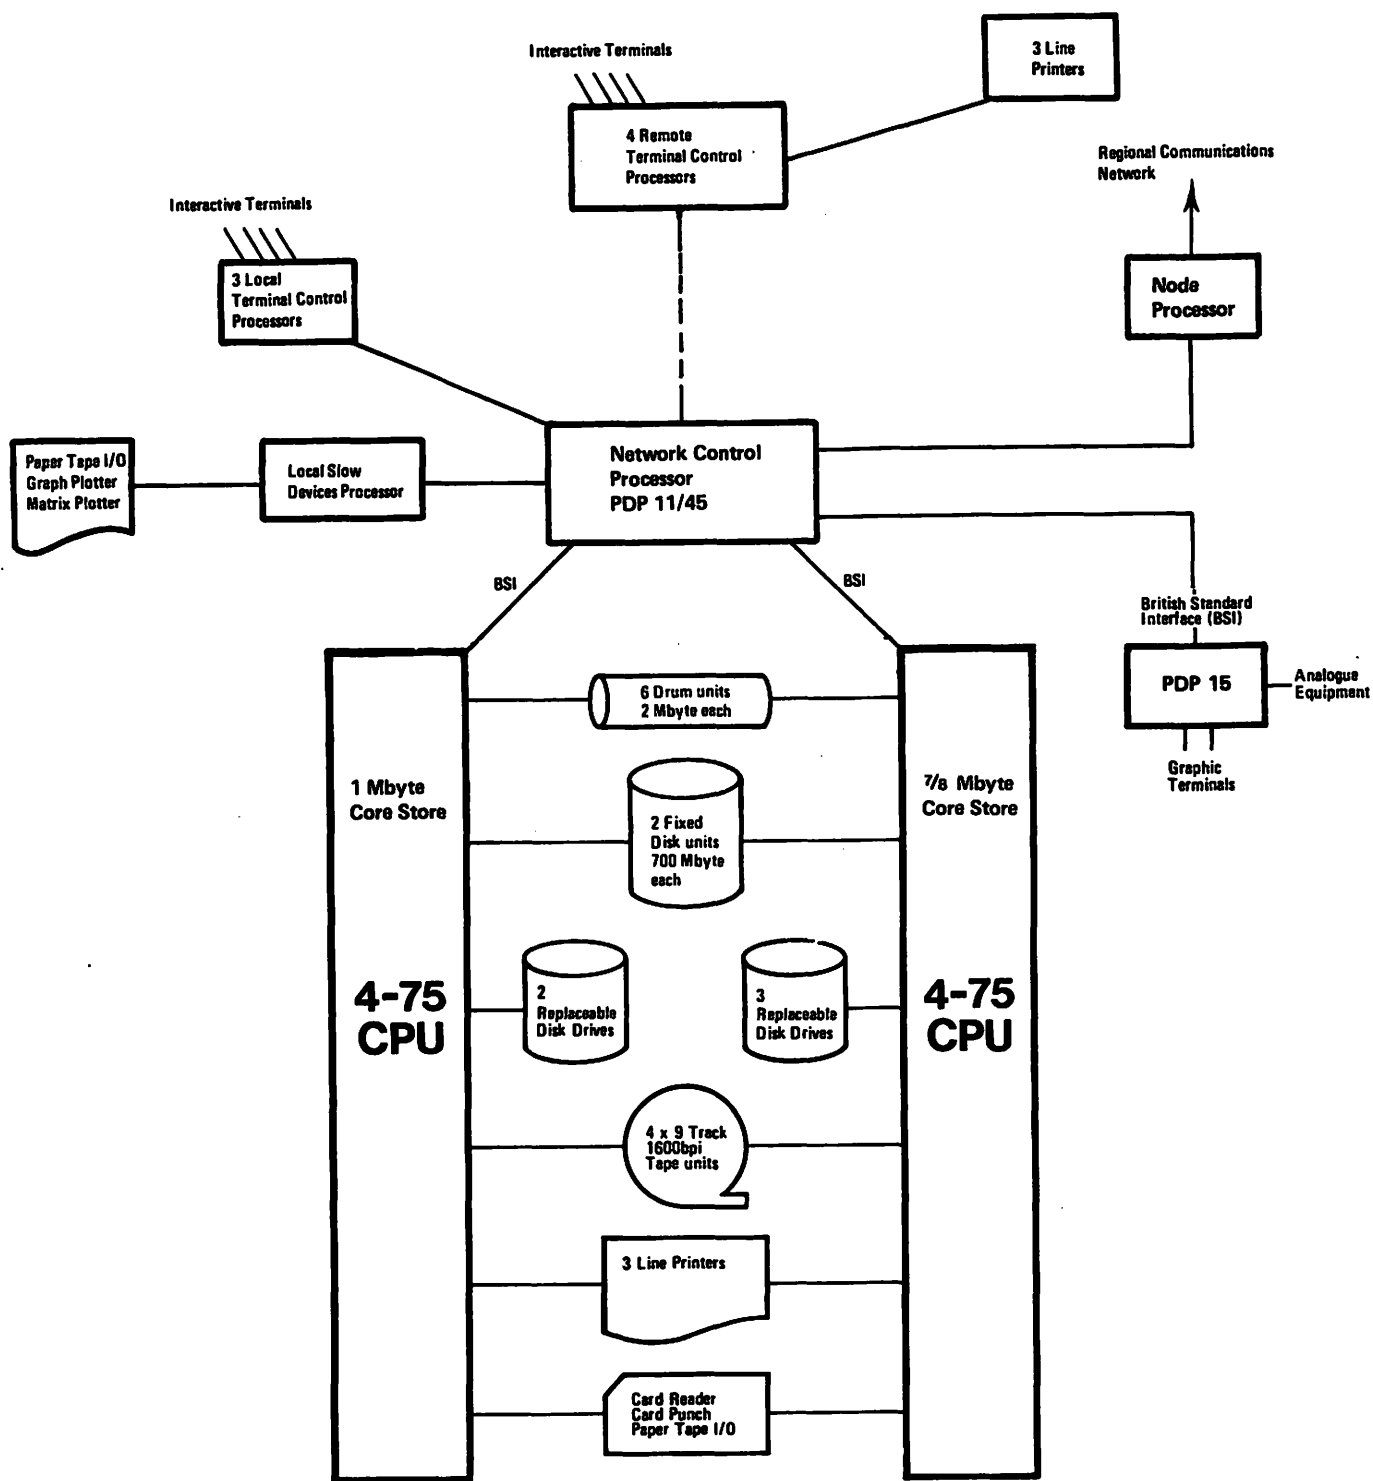 Interactive Terminals
3 Line
Printers
4 Remote
Terminal Control
Processors
Regional Communications
Network
Interactive Terminals
3 Local
Terminal Control
Processors
Node
Processor
Paper Tape I/O
Graph Plotter
Matrix Plotter
Local Slow
Devices Processor
Network Control
Processor
PDP 11/45
BSI
BSI
British Standard
Interface (BSI)
PDP 15
Analogue
Equipment
Graphic
Terminals
6 Drum units
2 Mbyte each
1 Mbyte
Core Store
7/8 Mbyte
Core Store
2 Fixed
Disk units
700 Mbyte
each
4-75
CPU
2
Replaceable
Disk Drives
3
Replaceable
Disk Drives
4-75
CPU
4 x 9 Track
1600bpi
Tape units
3 Line Printers
Card Reader
Card Punch
Paper Tape I/O